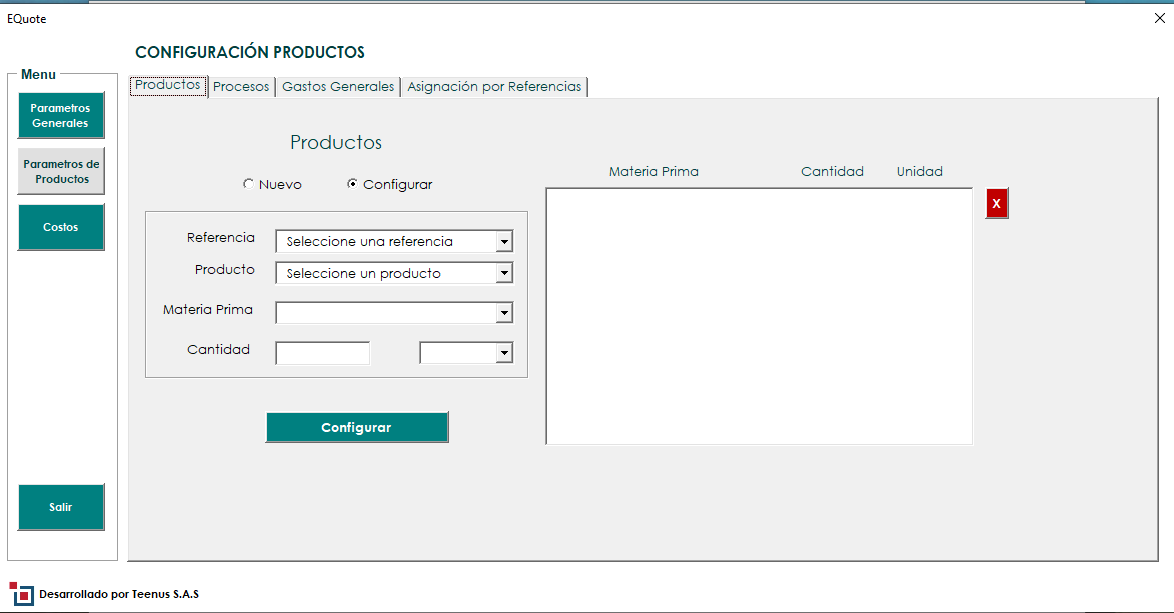 EQuote
CONFIGURACIÓN PRODUCTOS
Menu
Parametros
Generales
Parametros de
Productos
Costos
Salir
Productos Procesos Gastos Generales Asignación por Referencias
Productos
Nuevo Configurar
Referencia Seleccione una referencia
Producto Seleccione un producto
Materia Prima
Cantidad
Configurar
Materia Prima Cantidad Unidad
X
Desarrollado por Teenus S.A.S